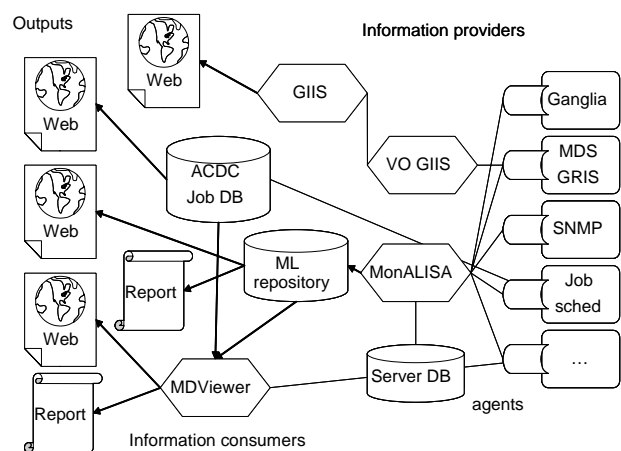 Outputs
Information providers
Web
Web
GIIS
Ganglia
ACDC
Job DB
VO GIIS
MDS
GRIS
Web
SNMP
ML
repository
MonALISA
Report
Job
sched
Web
MDViewer
Server DB
...
Report
agents
Information consumers